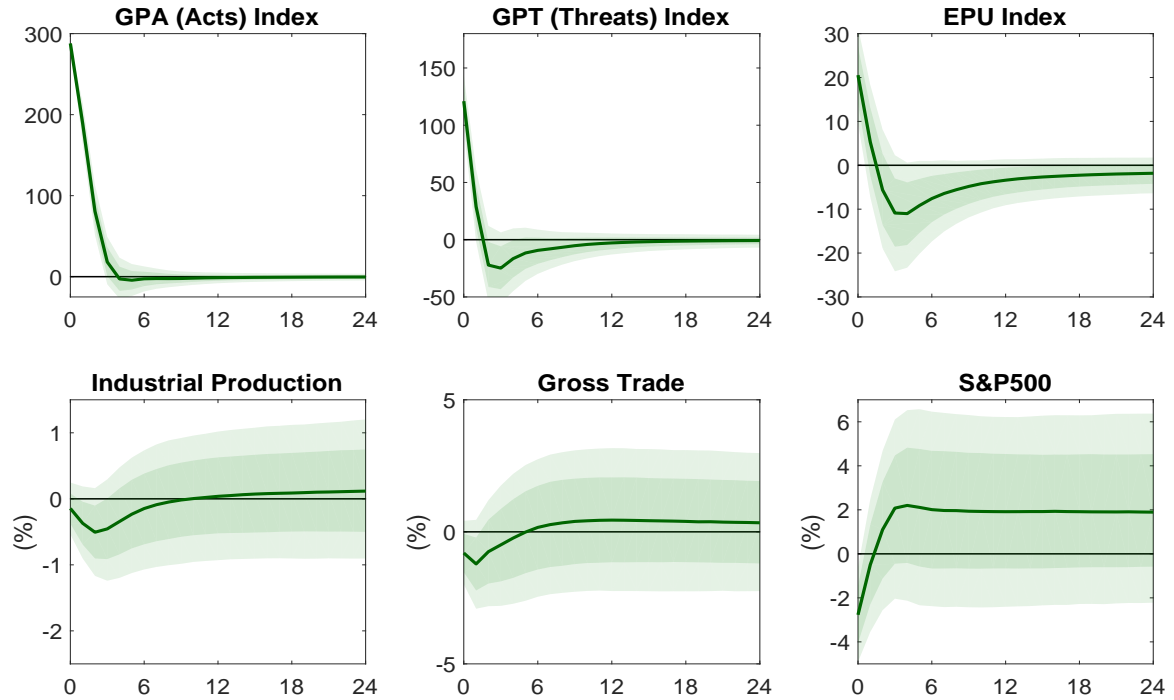 GPA (Acts) Index
300
200
100
0
0 6 12 18 24
GPT (Threats) Index
150
100
50
0
-50
0 6 12 18 24
EPU Index
30
20
10
0
-10
-20
-30
0 6 12 18 24
Industrial Production
(%)
1
0
-1
-2
0 6 12 18 24
Gross Trade
5
0
-5
0 6 12 18 24
S&P500
(%)
6
4
2
0
-2
-4
0 6 12 18 24